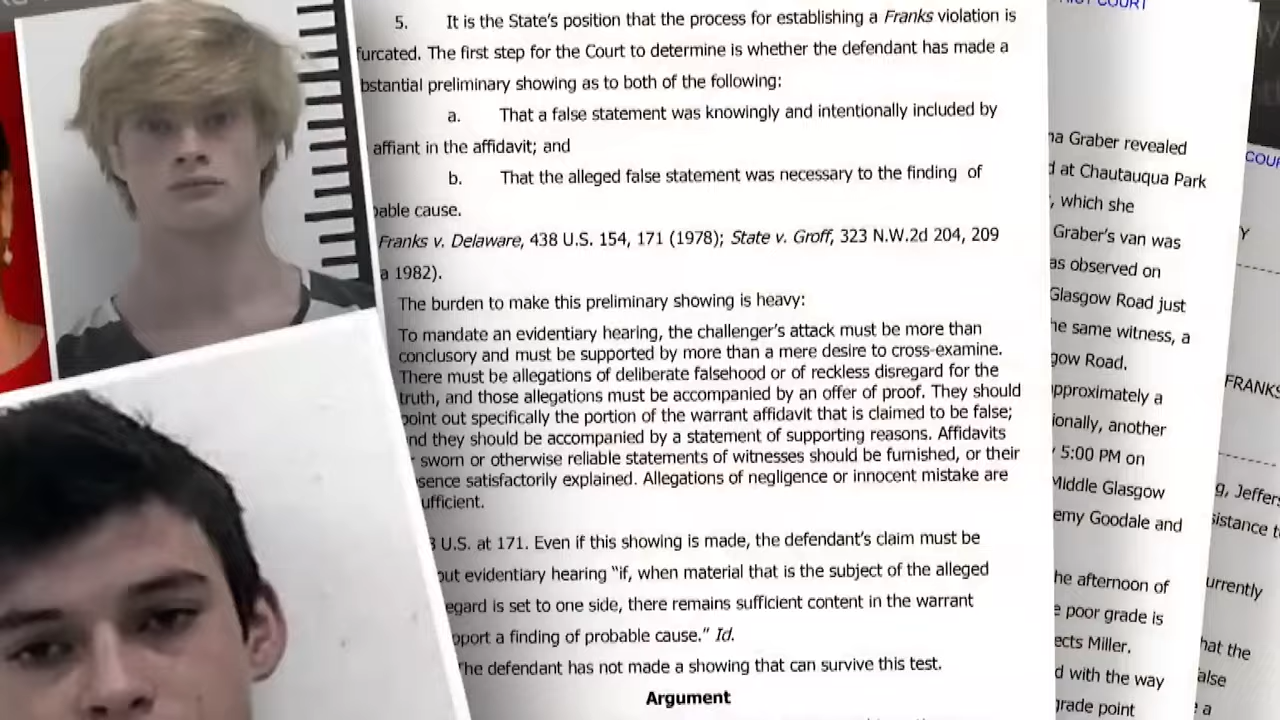 5. It is the State's position that the process for establishing a Franks violation is
furcated. The first step for the Court to determine is whether the defendant has made a
bstantial preliminary showing as to both of the following:
a. That a false statement was knowingly and intentionally included by
affiant in the affidavit; and
b. That the alleged false statement was necessary to the finding of
bable cause.
Franks v. Delaware, 438 U.S. 154, 171 (1978); State v. Groff, 323 N.W.2d 204, 209
a 1982).
The burden to make this preliminary showing is heavy:
To mandate an evidentiary hearing, the challenger's attack must be more than
conclusory and must be supported by more than a mere desire to cross-examine.
There must be allegations of deliberate falsehood or of reckless disregard for the
truth, and those allegations must be accompanied by an offer of proof. They should
point out specifically the portion of the warrant affidavit that is claimed to be false;
and they should be accompanied by a statement of supporting reasons. Affidavits
sworn or otherwise reliable statements of witnesses should be furnished, or their
sence satisfactorily explained. Allegations of negligence or innocent mistake are
ufficient.
8 U.S. at 171. Even if this showing is made, the defendant's claim must be
out evidentiary hearing "if, when material that is the subject of the alleged
egard is set to one side, there remains sufficient content in the warrant
pport a finding of probable cause." Id.
The defendant has not made a showing that can survive this test.
Argument
COURT
na Graber revealed
d at Chautauqua Park
, which she
Graber's van was
as observed on
Glasgow Road just
he same witness, a
gow Road.
pproximately a
ionally, another
5:00 PM on
Middle Glasgow
emy Goodale and
he afternoon of
e poor grade is
ects Miller.
d with the way
grade point
COUR
Y
FRANKS
g, Jeffers
sistance t
urrently
hat the
alse
a